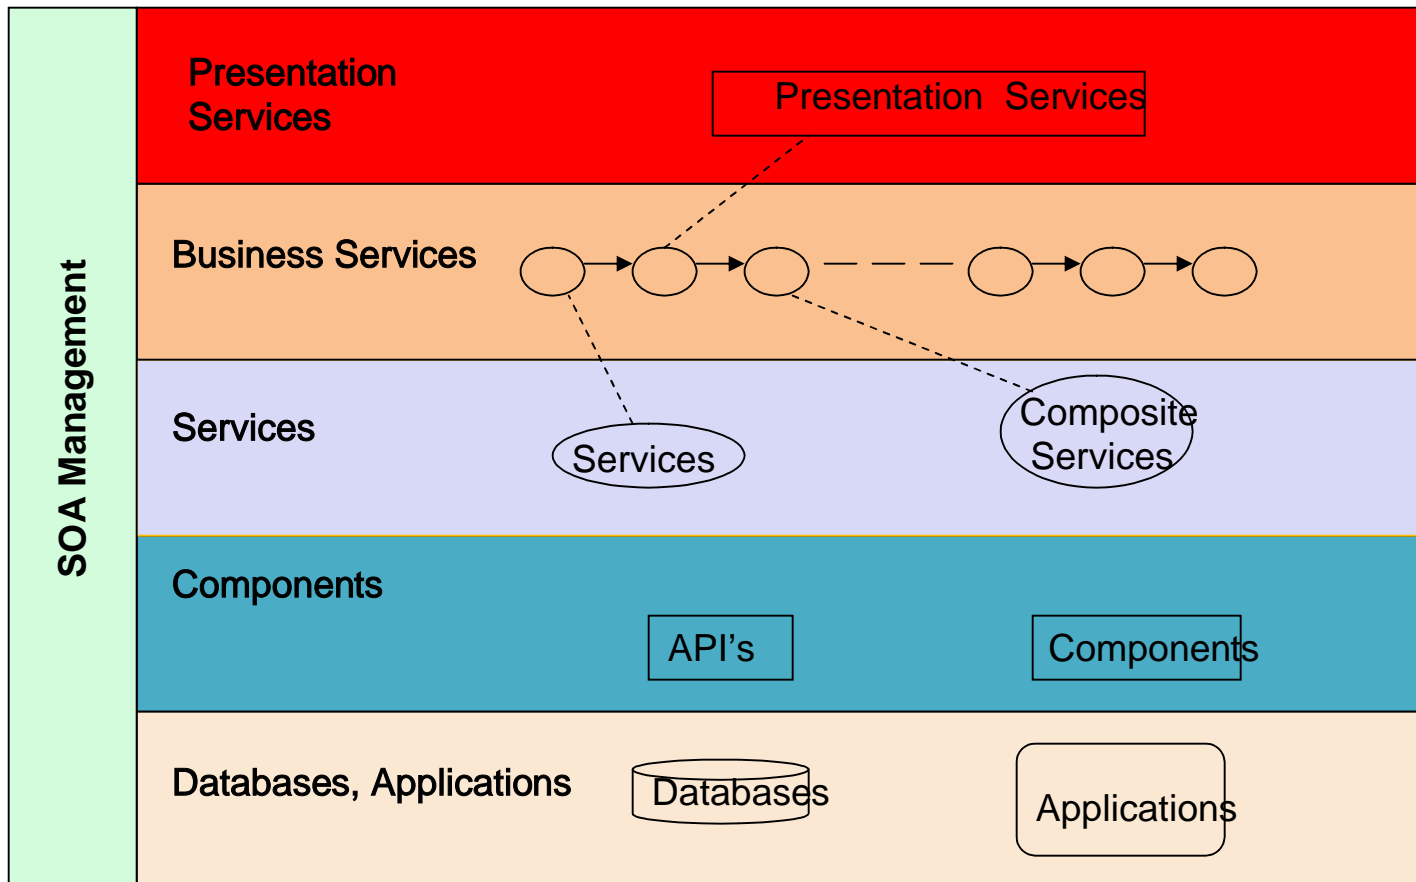 SOA Management
Presentation
Services
Presentation Services
Business Services
Services
Services
Composite
Services
Components
API's
Components
Databases, Applications
Databases
Applications